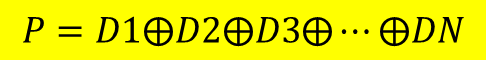 P = D1⊕D2⊕D3⊕ ⋯ ⊕DN